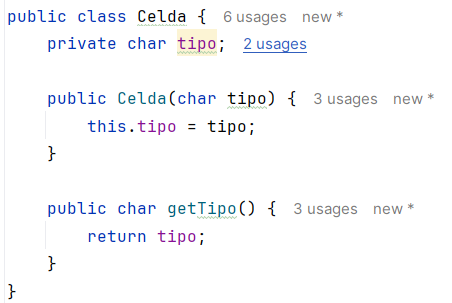 public class Celda { 6 usages new *
    private char tipo; 2 usages
    public Celda(char tipo) { 3 usages new *
        this.tipo = tipo;
    }
    public char getTipo() { 3 usages new *
        return tipo;
    }
}